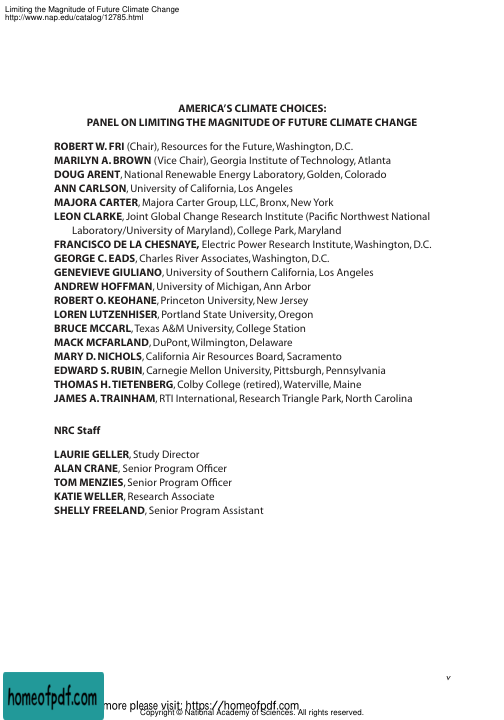 Limiting the Magnitude of Future Climate Change
http://www.nap.edu/catalog/12785.html
AMERICA'S CLIMATE CHOICES:
PANEL ON LIMITING THE MAGNITUDE OF FUTURE CLIMATE CHANGE
ROBERT W. FRI (Chair), Resources for the Future, Washington, D.C.
MARILYN A. BROWN (Vice Chair), Georgia Institute of Technology, Atlanta
DOUG ARENT, National Renewable Energy Laboratory, Golden, Colorado
ANN CARLSON, University of California, Los Angeles
MAJORA CARTER, Majora Carter Group, LLC, Bronx, New York
LEON CLARKE, Joint Global Change Research Institute (Pacific Northwest National
Laboratory/University of Maryland), College Park, Maryland
FRANCISCO DE LA CHESNAYE, Electric Power Research Institute, Washington, D.C.
GEORGE C. EADS, Charles River Associates, Washington, D.C.
GENEVIEVE GIULIANO, University of Southern California, Los Angeles
ANDREW HOFFMAN, University of Michigan, Ann Arbor
ROBERT O. KEOHANE, Princeton University, New Jersey
LOREN LUTZENHISER, Portland State University, Oregon
BRUCE MCCARL, Texas A&M University, College Station
MACK MCFARLAND, DuPont, Wilmington, Delaware
MARY D. NICHOLS, California Air Resources Board, Sacramento
EDWARD S. RUBIN, Carnegie Mellon University, Pittsburgh, Pennsylvania
THOMAS H. TIETENBERG, Colby College (retired), Waterville, Maine
JAMES A. TRAINHAM, RTI International, Research Triangle Park, North Carolina
NRC Staff
LAURIE GELLER, Study Director
ALAN CRANE, Senior Program Officer
TOM MENZIES, Senior Program Officer
KATIE WELLER, Research Associate
SHELLY FREELAND, Senior Program Assistant
v
homeofpdf.com
more please visit: https://homeofpdf.com
Copyright © National Academy of Sciences. All rights reserved.